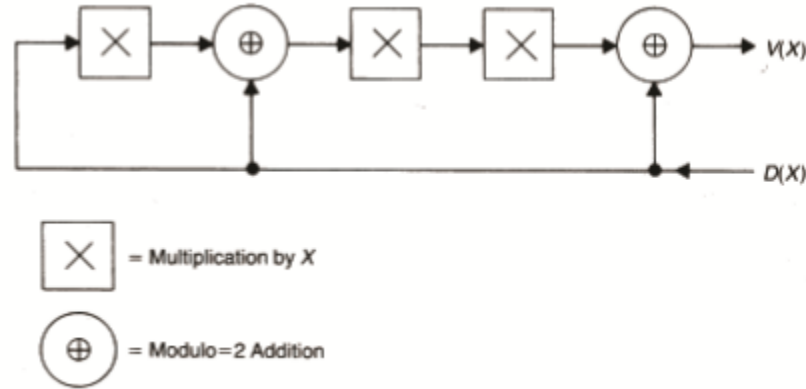 V(X)
D(X)
= Multiplication by X
= Modulo=2 Addition